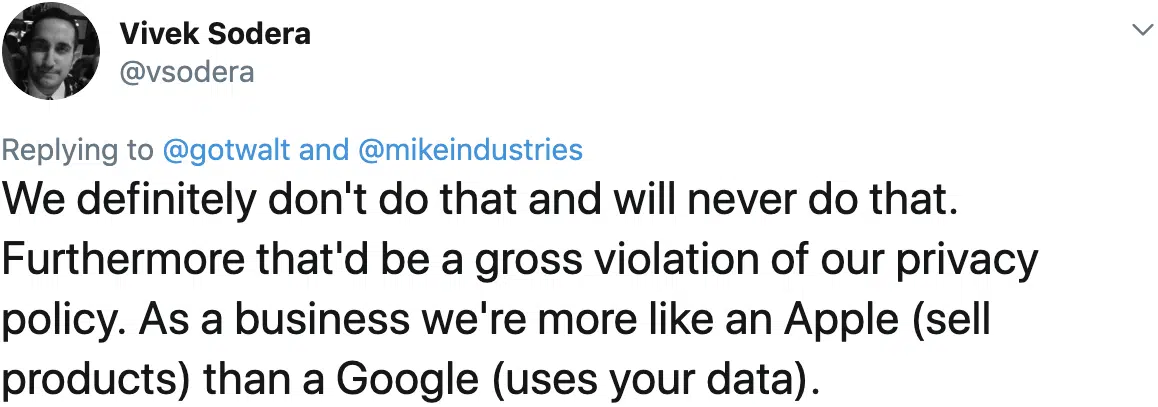 Vivek Sodera
@vsodera
Replying to @gotwalt and @mikeindustries
We definitely don't do that and will never do that.
Furthermore that'd be a gross violation of our privacy
policy. As a business we're more like an Apple (sell
products) than a Google (uses your data).